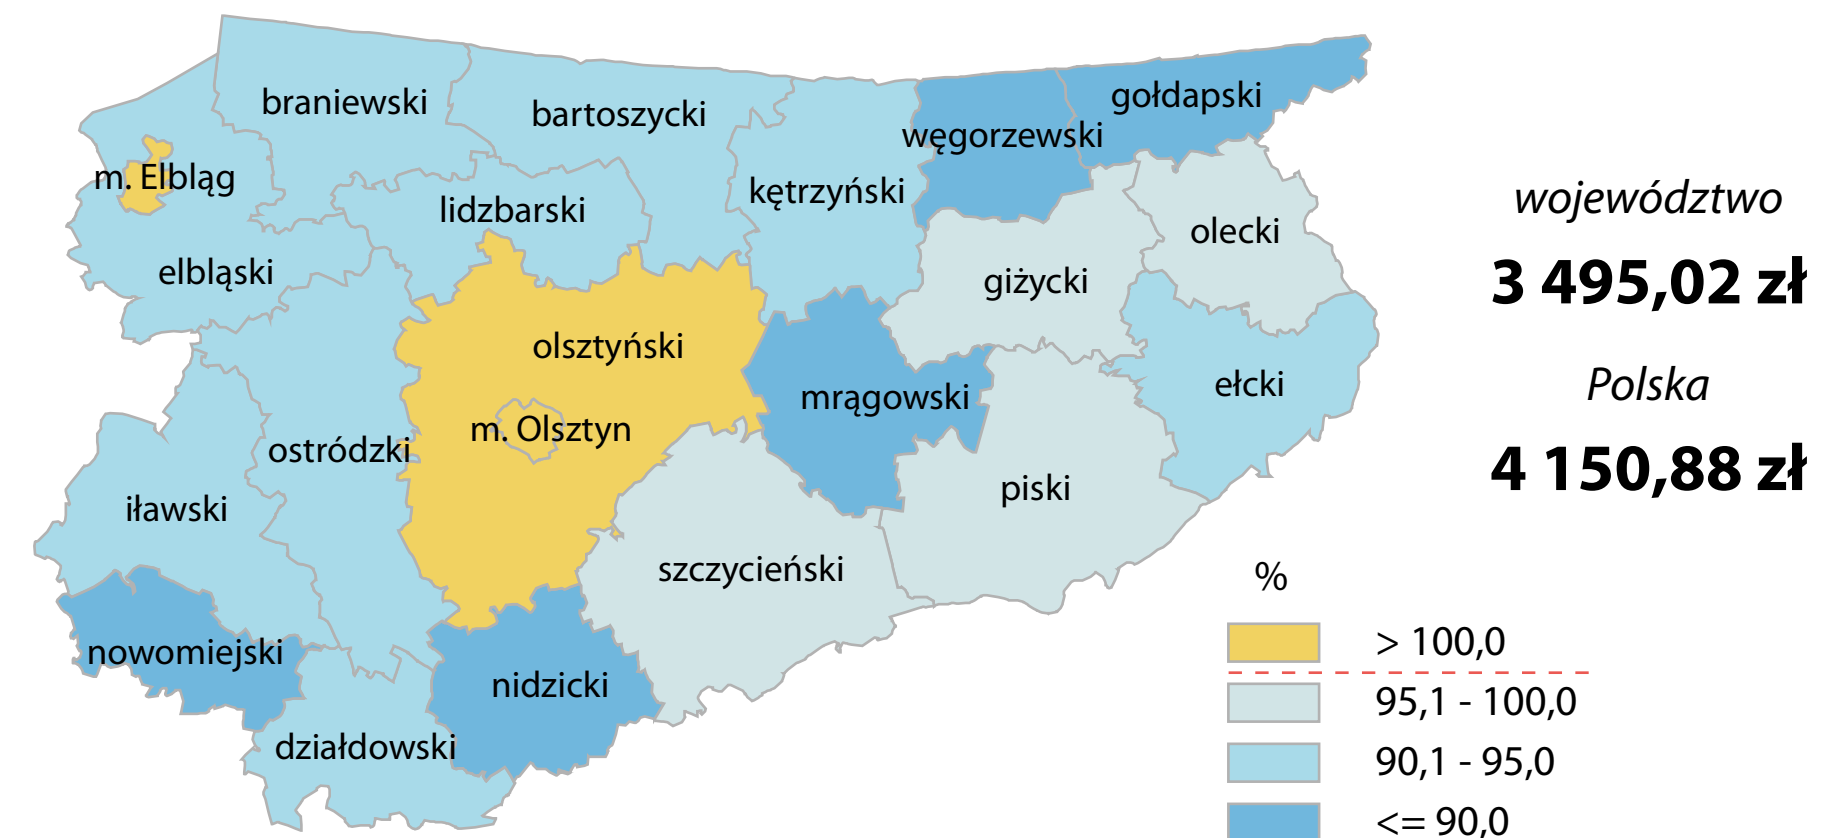 gołdapski
braniewski
bartoszycki
węgorzewski
m. Elbląg
kętrzyński
województwo
lidzbarski
olecki
elbląski
giżycki
3 495,02 zł
olsztyński
ełcki
Polska
mrągowski
m. Olsztyn
ostródzki
4 150,88 zł
piski
iławski
szczycieński
%
> 100,0
nowomiejski
nidzicki
95,1 - 100,0
działdowski
90,1 - 95,0
<= 90,0